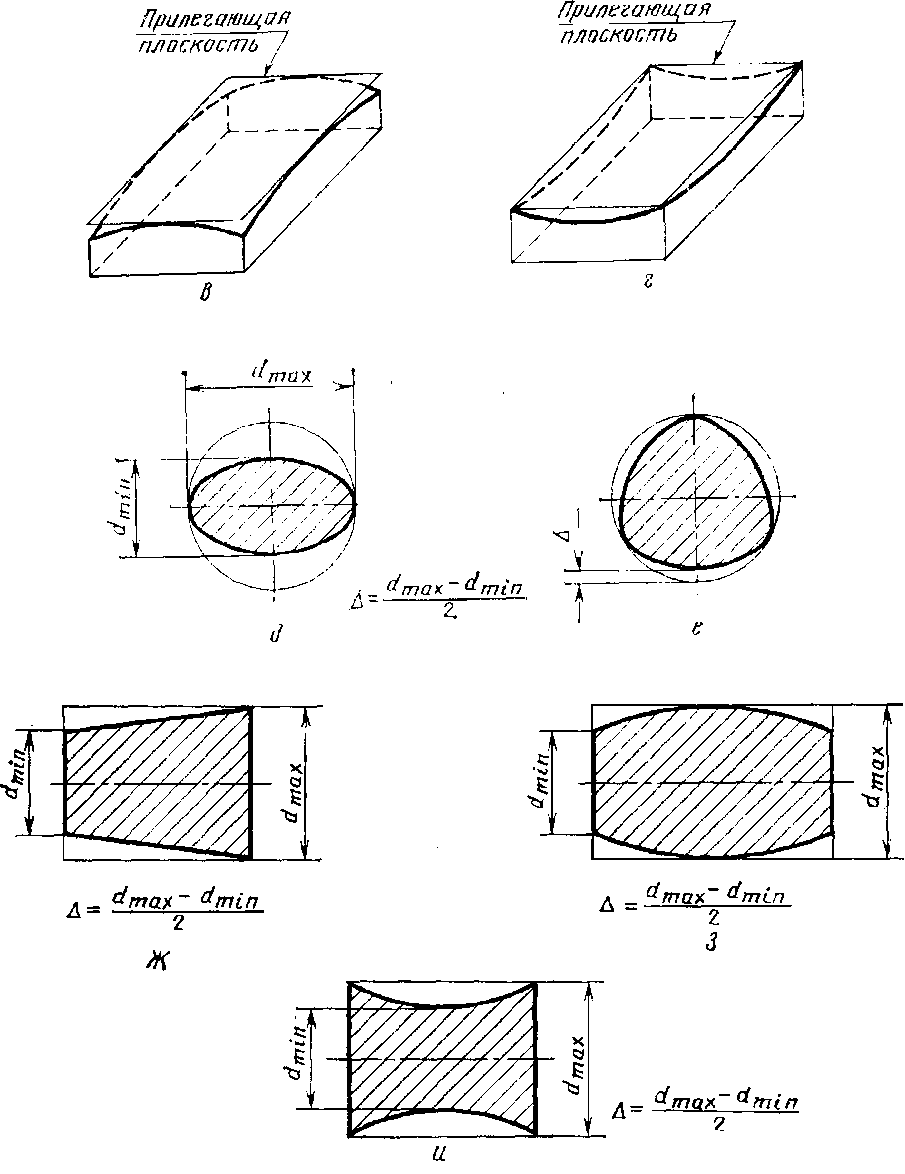 Прилегающая
плоскость
Прилегающая
плоскость
в
г
d max
d min
Δ
Δ = d max - d min / 2
д
е
d min
d max
d min
d max
Δ = d max - d min / 2
Δ = d max - d min / 2
ж
з
d min
d max
Δ = d max - d min / 2
и